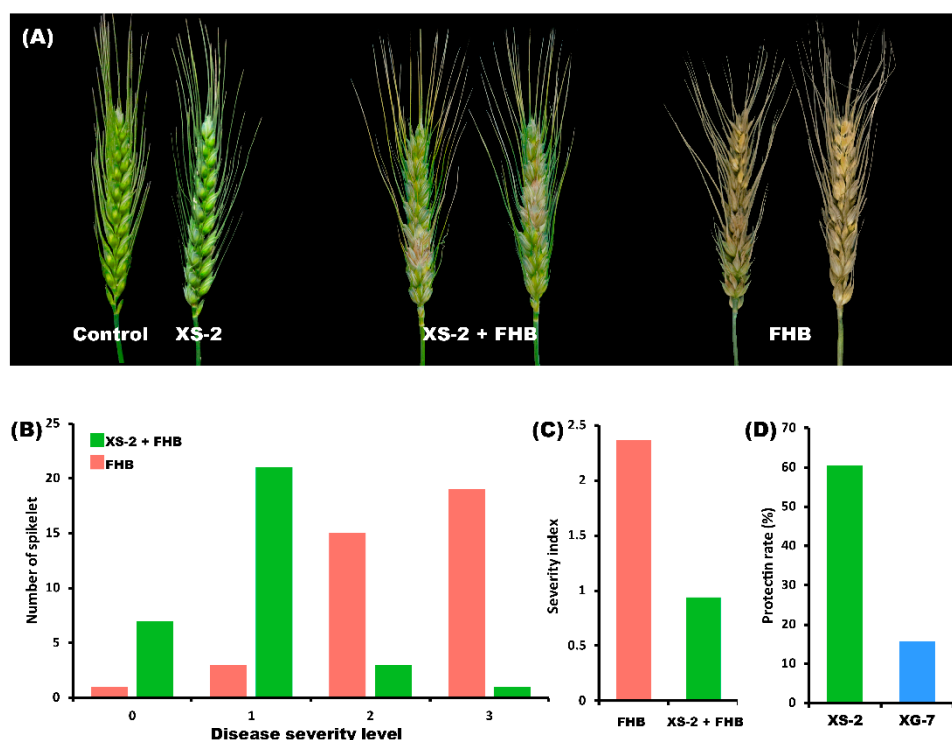 (A)
Control XS-2 XS-2 + FHB FHB
(B)
XS-2 + FHB
FHB
Number of spikelet
25
20
15
10
5
0
0 1 2 3
Disease severity level
(C)
Severity index
2.5
2
1.5
1
0.5
0
FHB XS-2 + FHB
(D)
Protectin rate (%)
70
60
50
40
30
20
10
0
XS-2 XG-7